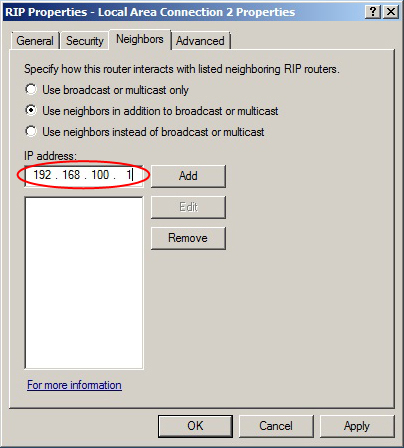 RIP Properties - Local Area Connection 2 Properties
General Security Neighbors Advanced
Specify how this router interacts with listed neighboring RIP routers.
Use broadcast or multicast only
Use neighbors in addition to broadcast or multicast
Use neighbors instead of broadcast or multicast
IP address:
192 . 168 . 100 . 1
Add
Edit
Remove
For more information
OK Cancel Apply